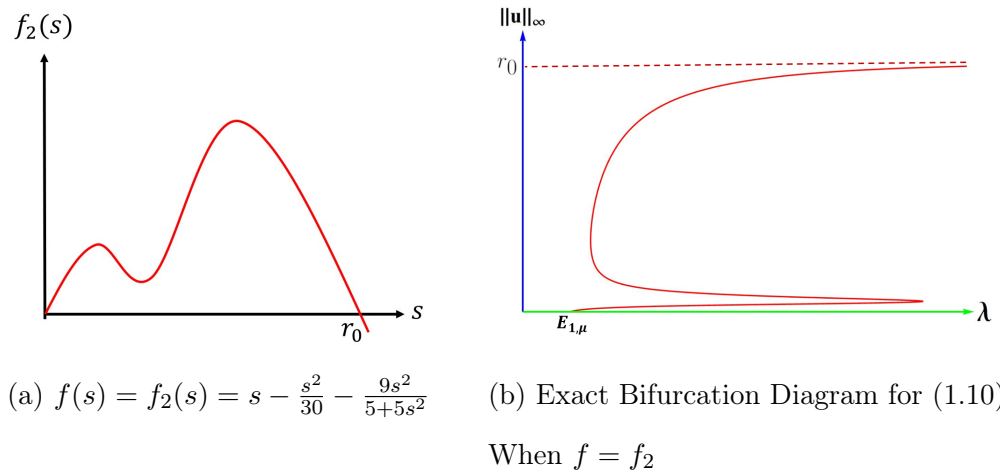 f₂(s)
s
r₀
||u||∞
r₀
E₁,μ
λ
(a) f(s) = f₂(s) = s − s²/30 − 9s²/(5+5s²)
(b) Exact Bifurcation Diagram for (1.10)
When f = f₂